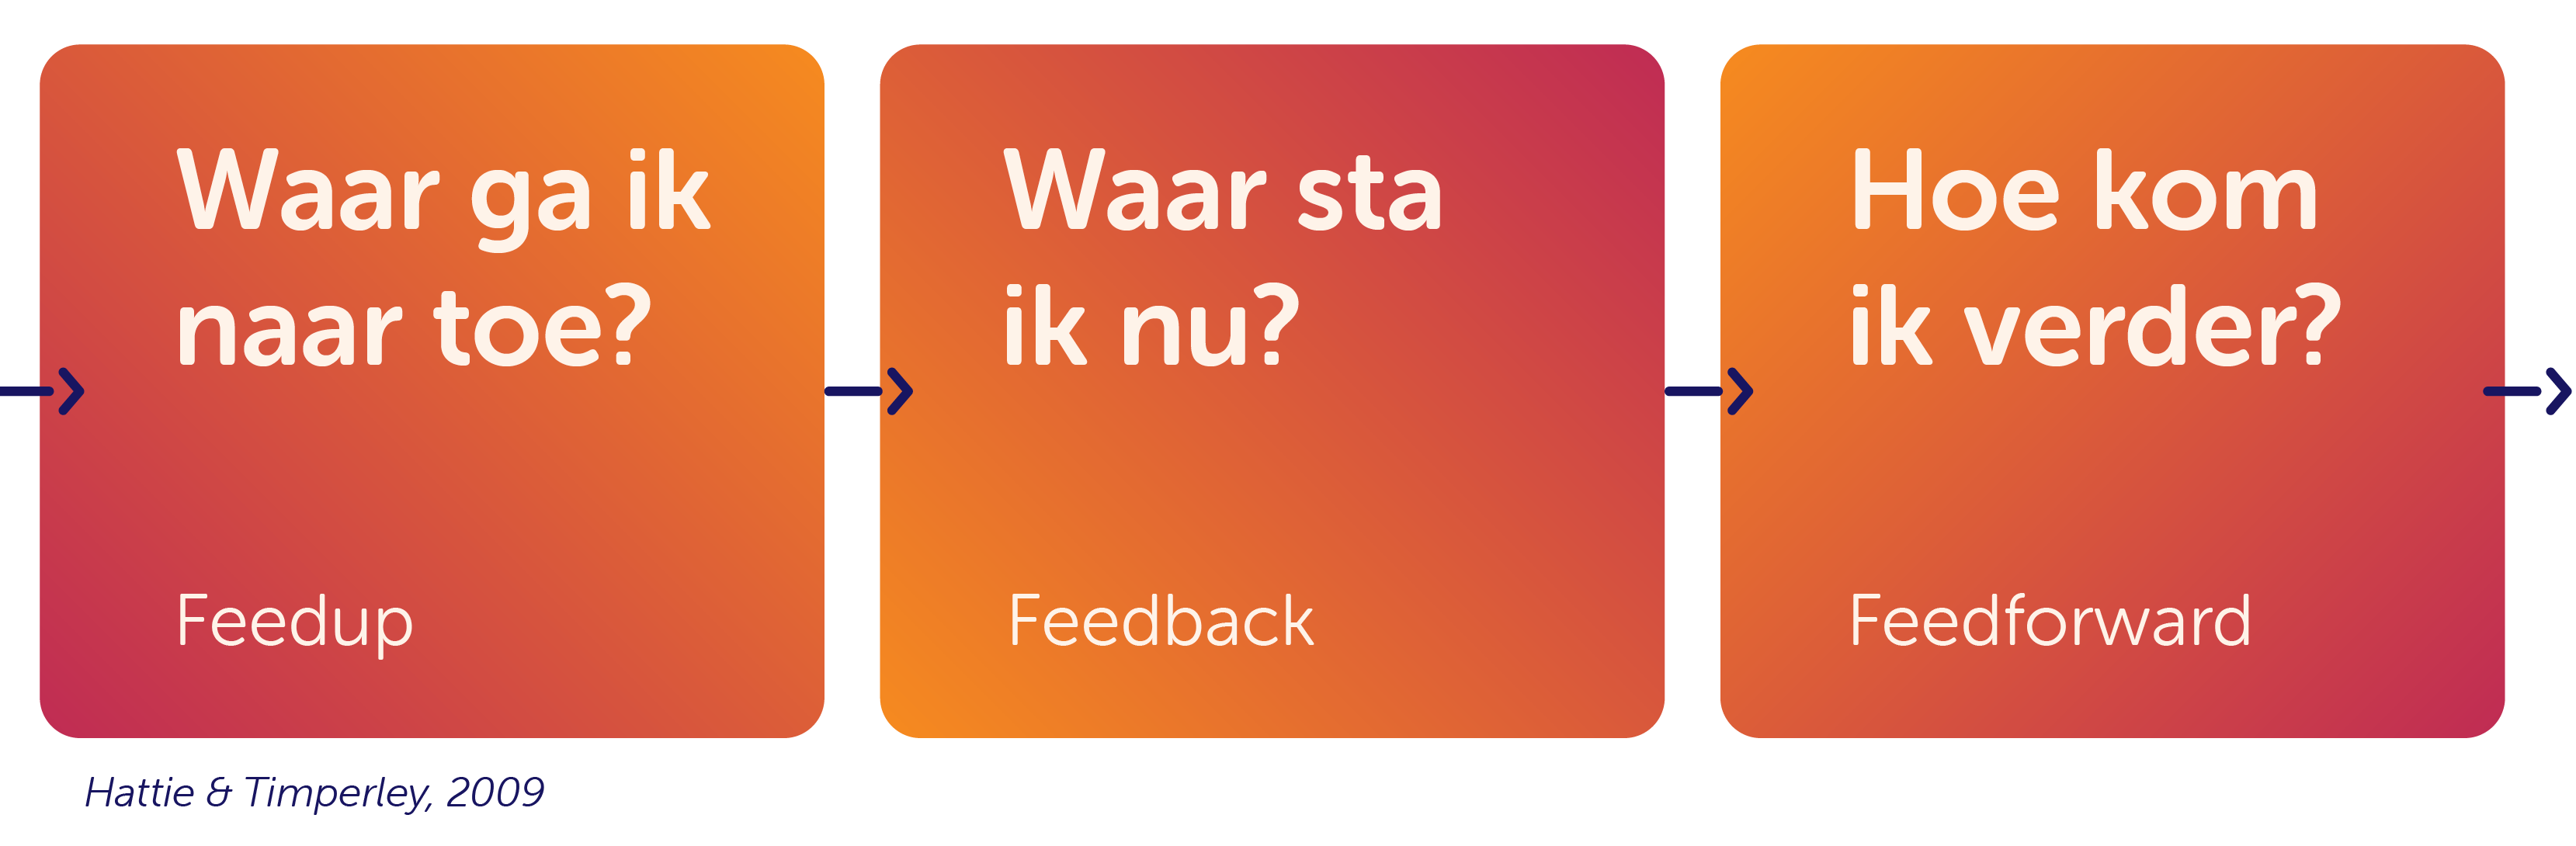 Waar ga ik
naar toe?
Feedup
Waar sta
ik nu?
Feedback
Hoe kom
ik verder?
Feedforward
Hattie & Timperley, 2009